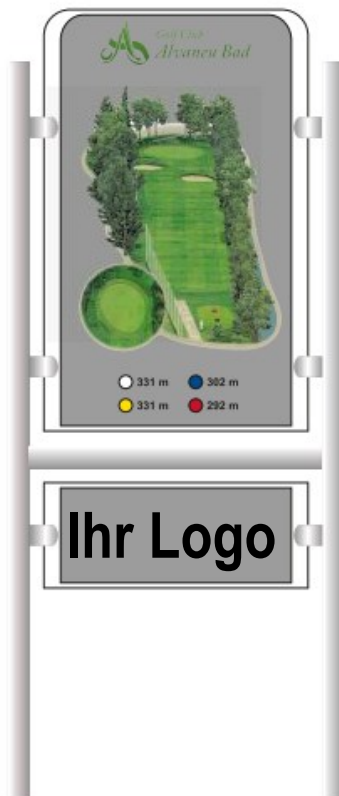 Golf Club
Alvaneu Bad
331 m 302 m
331 m 292 m
Ihr Logo